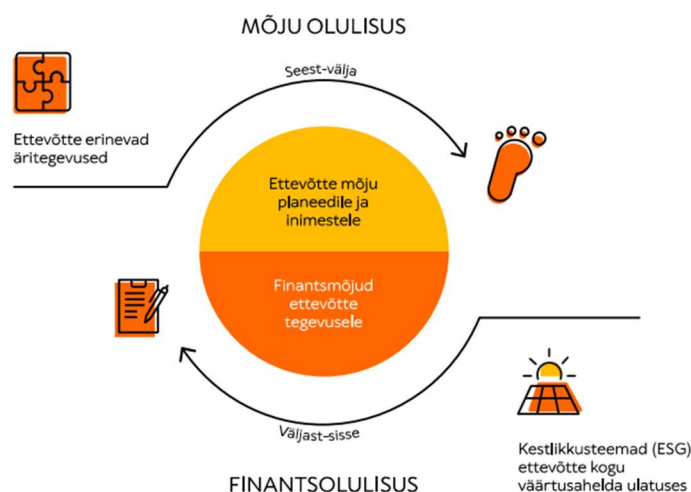 MÕJU OLULISUS
Seest-välja
Ettevõtte erinevad
äritegevused
Ettevõtte mõju
planeedile ja
inimestele
Finantsmõjud
ettevõtte
tegevusele
Väljast-sisse
Kestlikkusteemad (ESG)
ettevõtte kogu
väärtusahelda ulatuses
FINANTSOLULISUS